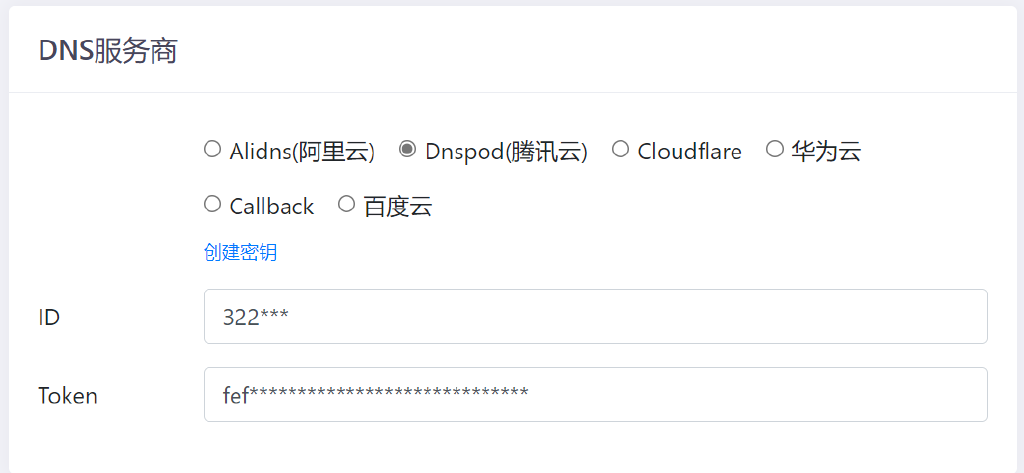 DNS服务商
Alidns(阿里云) Dnspod(腾讯云) Cloudflare 华为云
Callback 百度云
创建密钥
ID 322***
Token fef*****************************